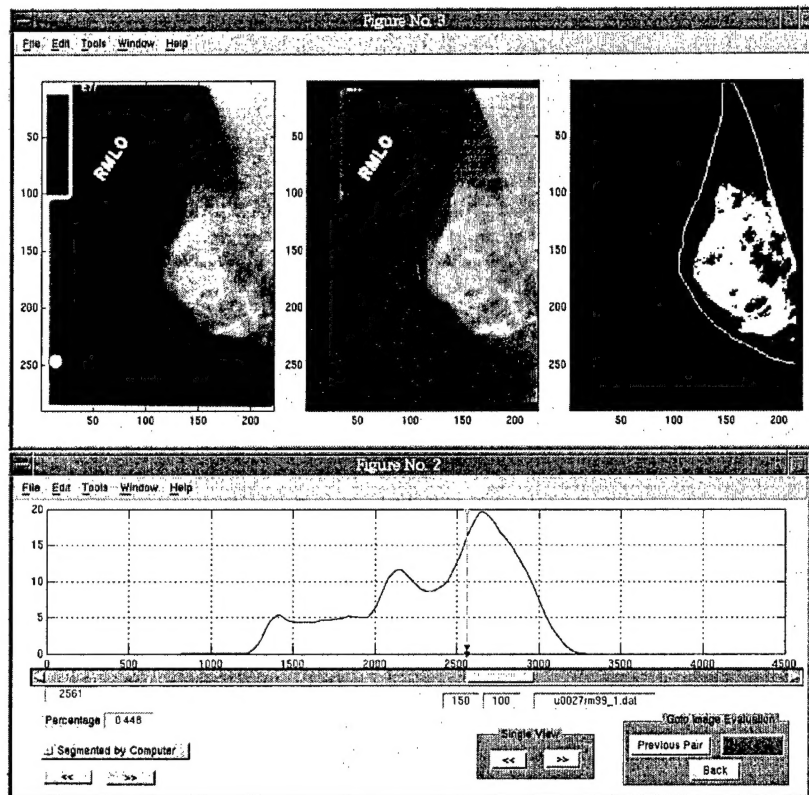 Figure No. 3
File Edit Tools Window Help
E77
RMLO
RMLO
50
100
150
200
250
50 100 150 200
50
100
150
200
250
50 100 150 200
50
100
150
200
250
50 100 150 200
Figure No. 2
File Edit Tools Window Help
20
15
10
5
0
0 500 1000 1500 2000 2500 3000 3500 4000 4500
2561
150 100 u0027rm99_1.dat
Percentage 0.446
Segmented by Computer
<< >>
Single View
<< >>
Goto Image Evaluation
Previous Pair
Back